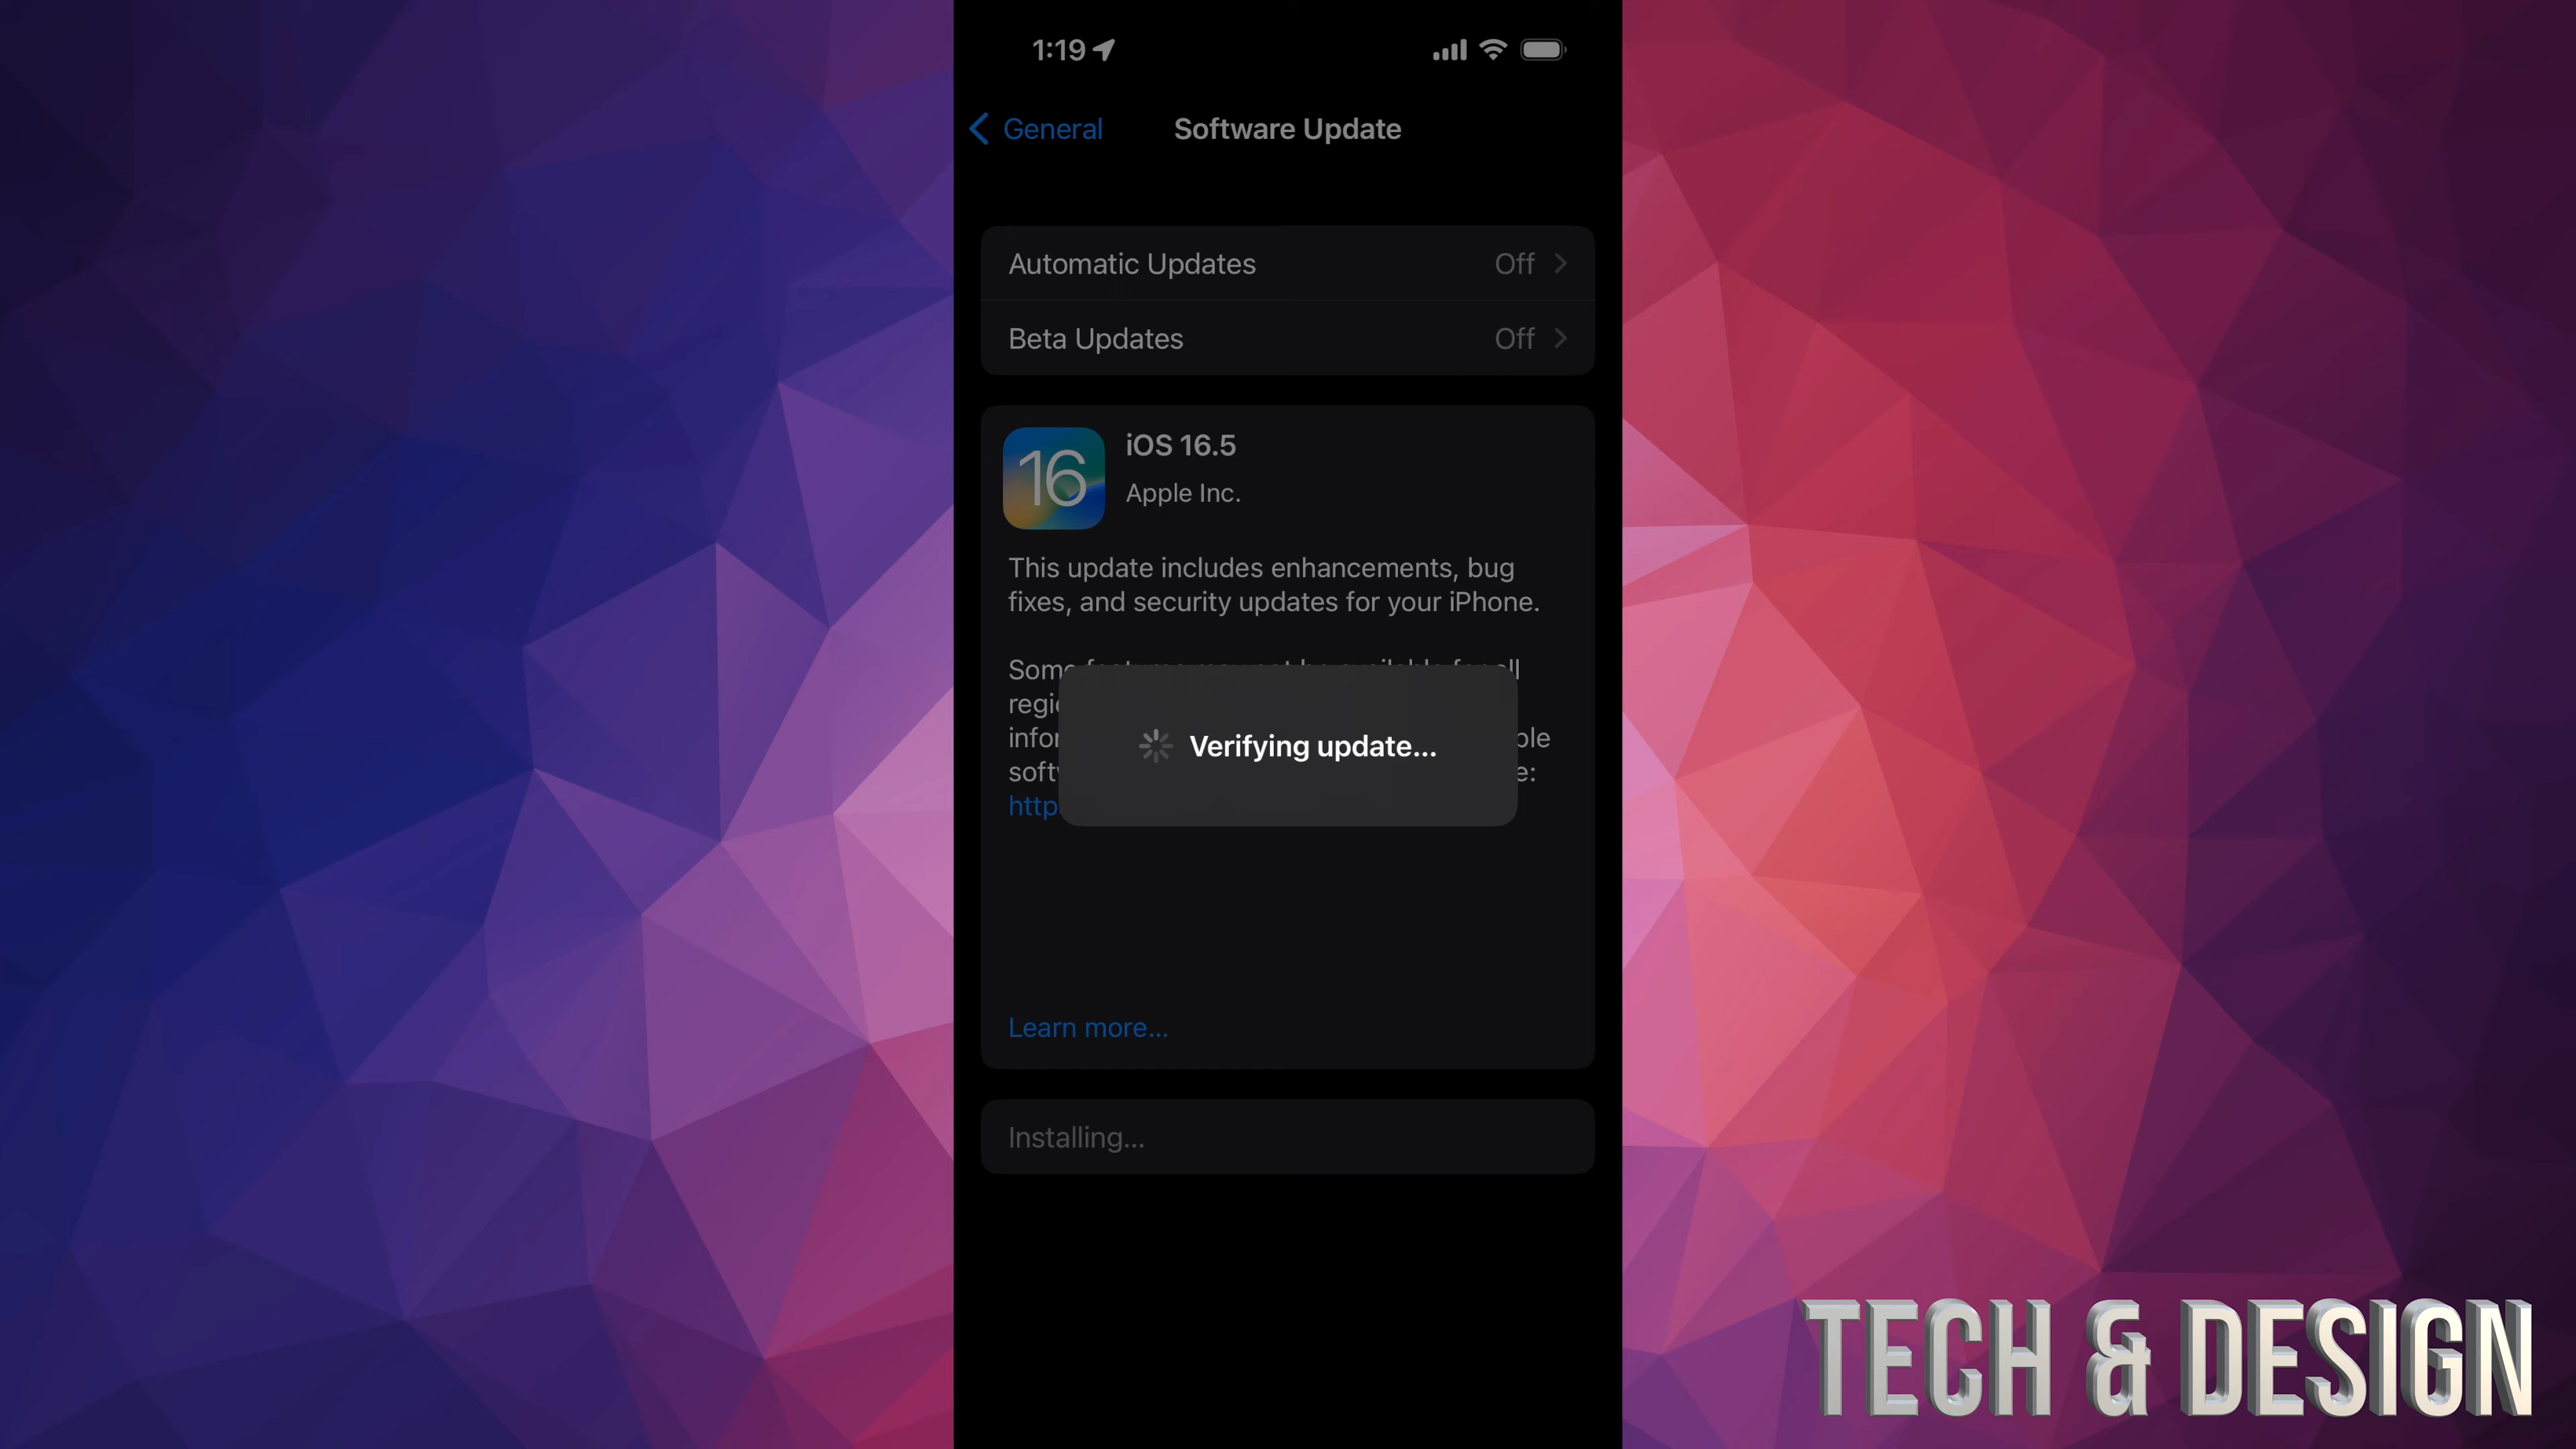 1:19
General
Software Update
Automatic Updates Off
Beta Updates Off
16
iOS 16.5
Apple Inc.
This update includes enhancements, bug
fixes, and security updates for your iPhone.
Verifying update...
Learn more...
Installing...
TECH & DESIGN